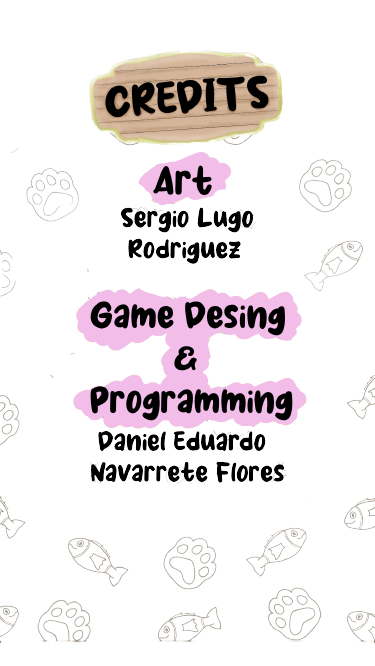 CREDITS
Art
Sergio Lugo
Rodriguez
Game Desing
&
Programming
Daniel Eduardo
Navarrete Flores